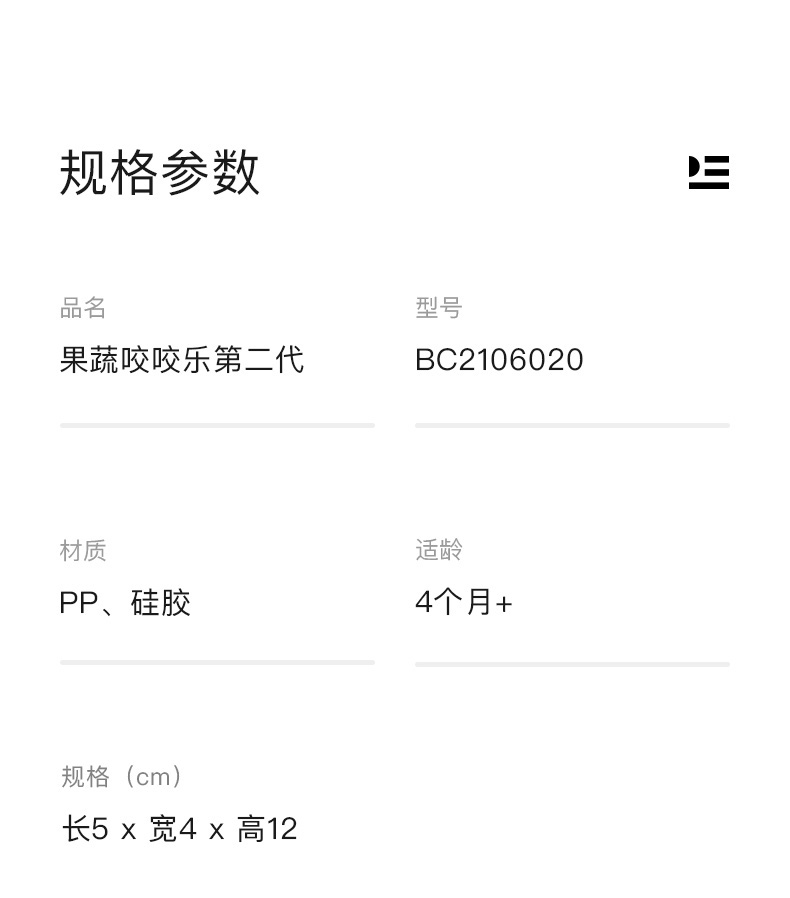 规格参数
品名
果蔬咬咬乐第二代
型号
BC2106020
材质
PP、硅胶
适龄
4个月+
规格（cm）
长5 x 宽4 x 高12